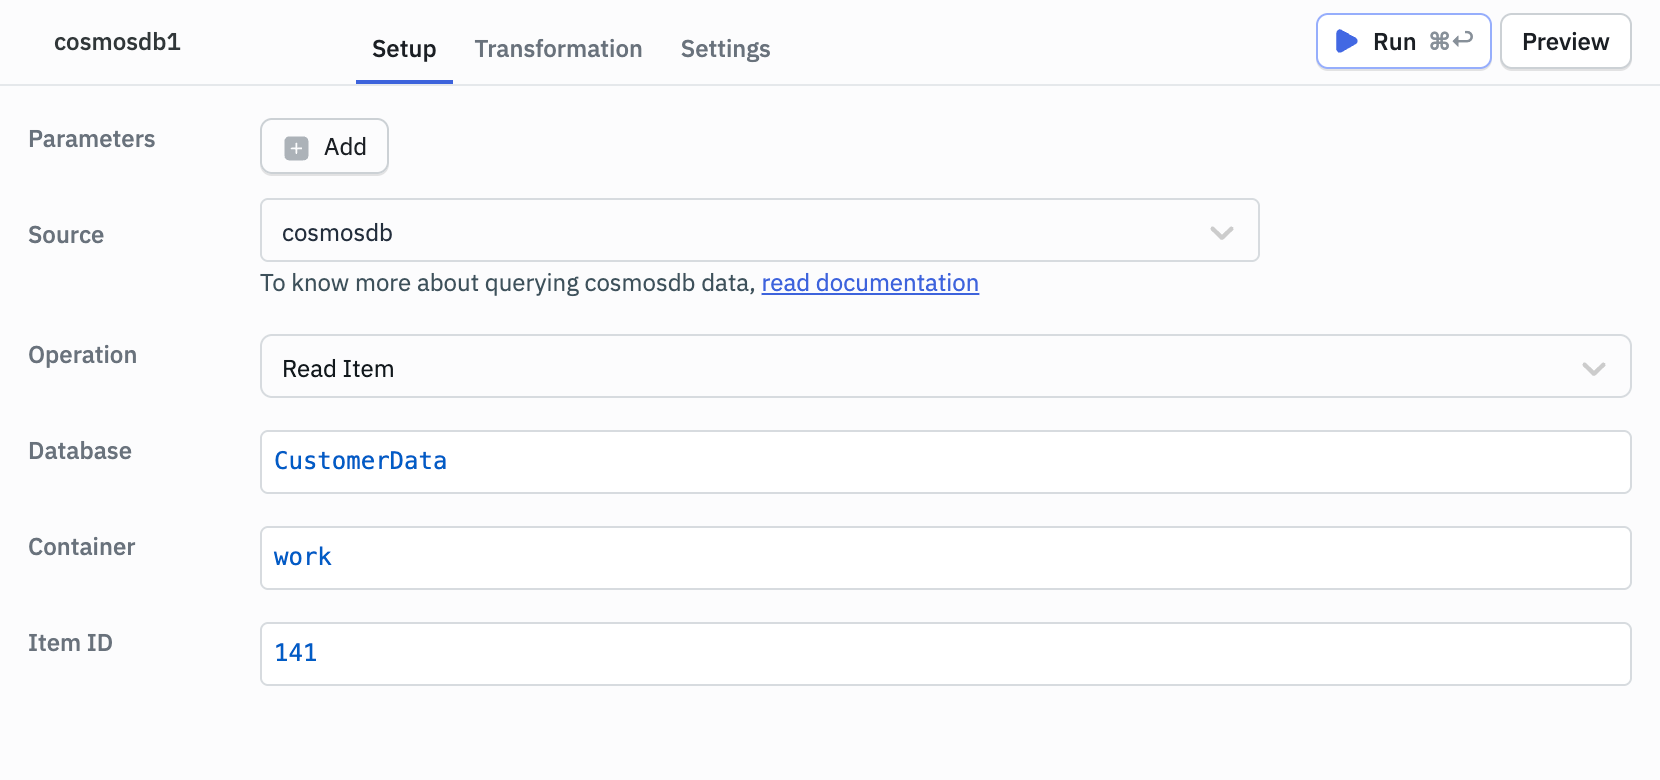 cosmosdb1
Setup
Transformation
Settings
Run ⌘↩
Preview
Parameters
Add
Source
cosmosdb
To know more about querying cosmosdb data, read documentation
Operation
Read Item
Database
CustomerData
Container
work
Item ID
141